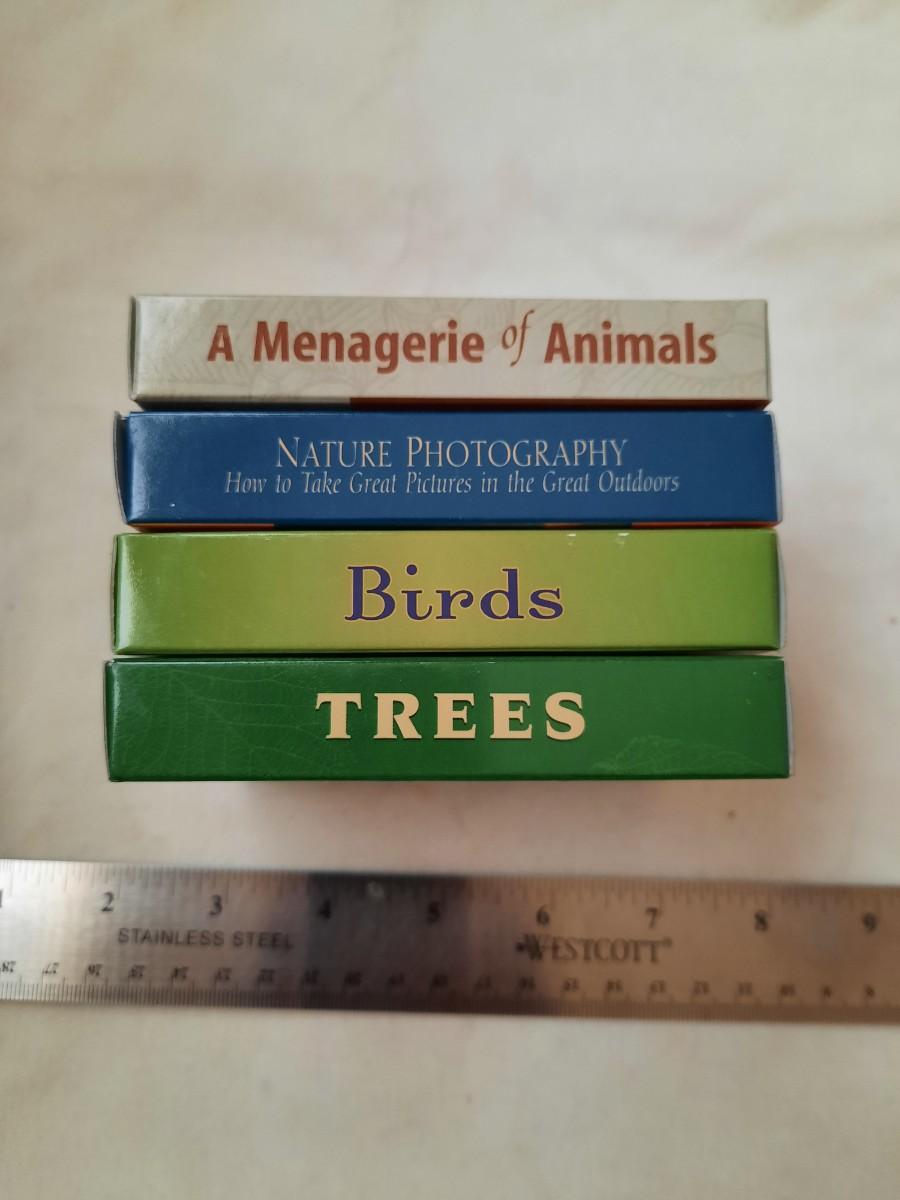 A Menagerie of Animals
NATURE PHOTOGRAPHY
How to Take Great Pictures in the Great Outdoors
Birds
TREES
1 2 3 4 5 6 7 8 9
STAINLESS STEEL
WESTCOTT®